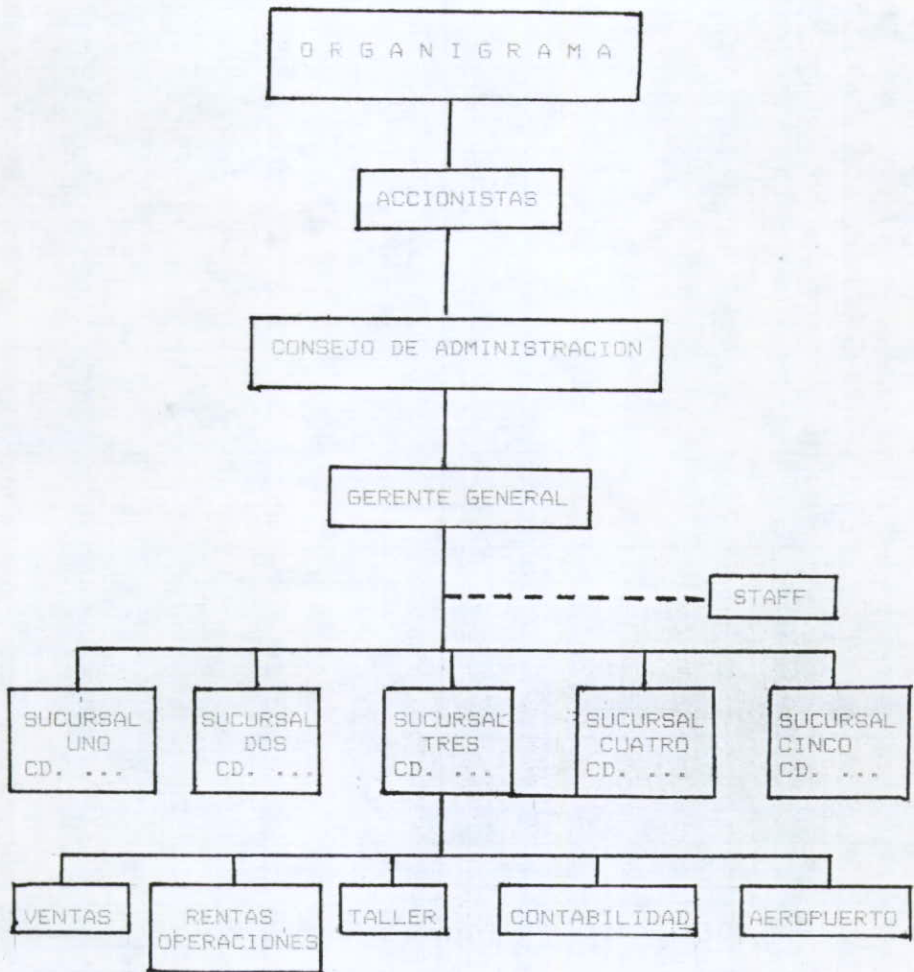 O R G A N I G R A M A
ACCIONISTAS
CONSEJO DE ADMINISTRACION
GERENTE GENERAL
STAFF
SUCURSAL
UNO
CD. ...
SUCURSAL
DOS
CD. ...
SUCURSAL
TRES
CD. ...
SUCURSAL
CUATRO
CD. ...
SUCURSAL
CINCO
CD. ...
VENTAS
RENTAS
OPERACIONES
TALLER
CONTABILIDAD
AEROPUERTO